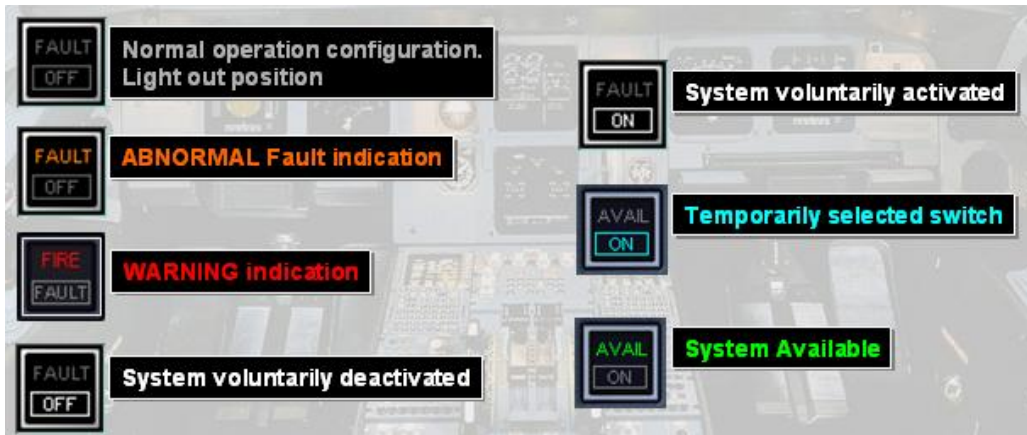 FAULT
OFF
Normal operation configuration.
Light out position
FAULT
OFF
ABNORMAL Fault indication
FIRE
FAULT
WARNING indication
FAULT
OFF
System voluntarily deactivated
FAULT
ON
System voluntarily activated
AVAIL
ON
Temporarily selected switch
AVAIL
ON
System Available